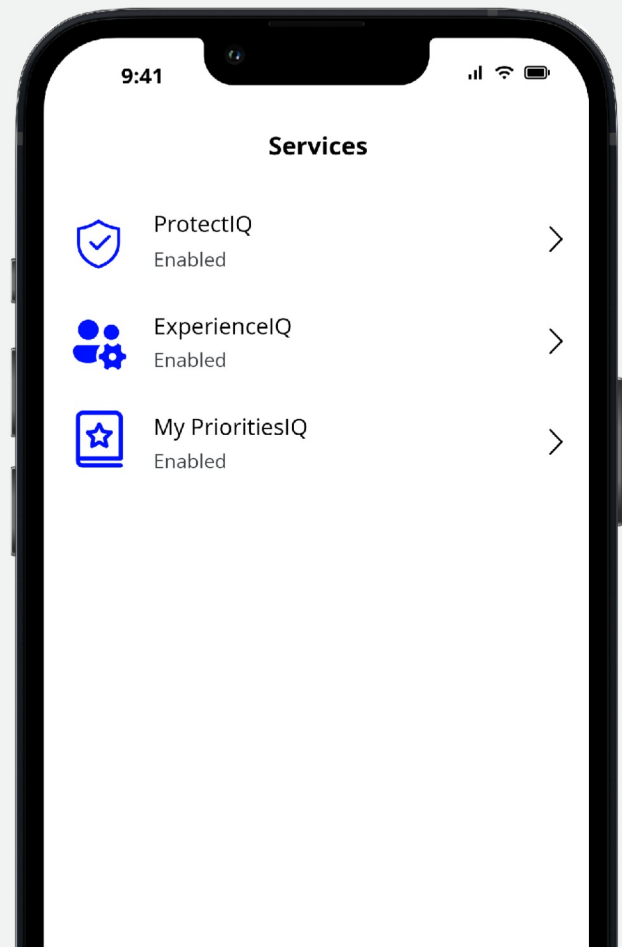 9:41
Services
ProtectIQ
Enabled
ExperienceIQ
Enabled
My PrioritiesIQ
Enabled